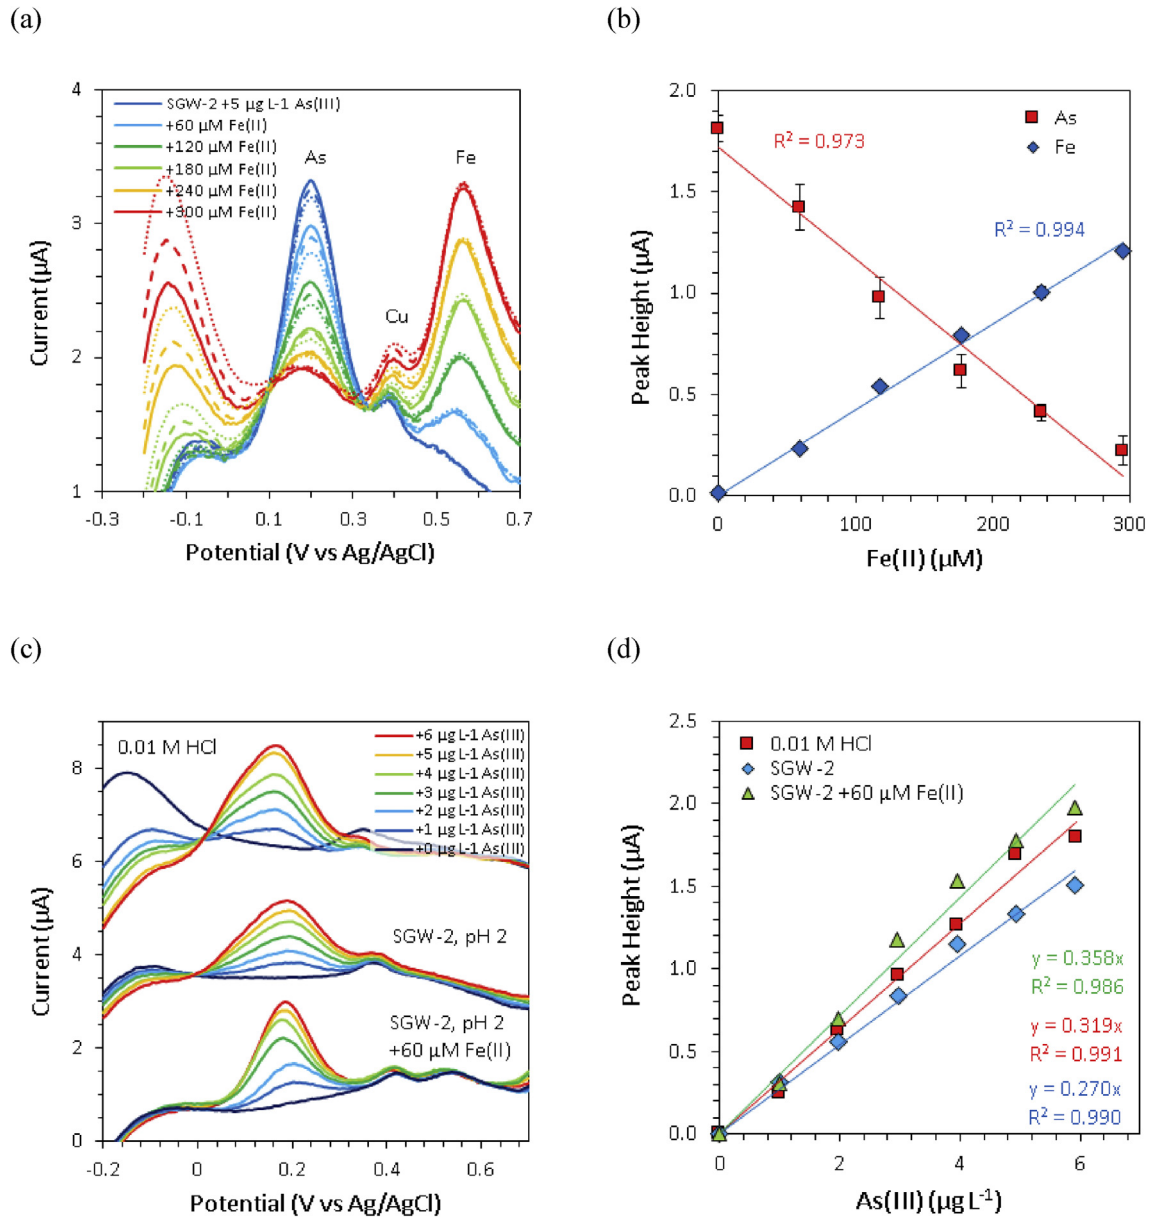 (a)
(b)
4
3
2
1
Current (µA)
SGW-2 +5 µg L-1 As(III)
+60 µM Fe(II)
+120 µM Fe(II)
+180 µM Fe(II)
+240 µM Fe(II)
+300 µM Fe(II)
As
Fe
Cu
-0.3
-0.1
0.1
0.3
0.5
0.7
Potential (V vs Ag/AgCl)
2.0
1.5
1.0
0.5
0.0
Peak Height (µA)
As
Fe
R² = 0.973
R² = 0.994
0
100
200
300
Fe(II) (µM)
(c)
(d)
8
6
4
2
0
Current (µA)
0.01 M HCl
+6 µg L-1 As(III)
+5 µg L-1 As(III)
+4 µg L-1 As(III)
+3 µg L-1 As(III)
+2 µg L-1 As(III)
+1 µg L-1 As(III)
+0 µg L-1 As(III)
SGW-2, pH 2
SGW-2, pH 2
+60 µM Fe(II)
-0.2
0
0.2
0.4
0.6
Potential (V vs Ag/AgCl)
2.5
2.0
1.5
1.0
0.5
0.0
Peak Height (µA)
0.01 M HCl
SGW-2
SGW-2 +60 µM Fe(II)
y = 0.358x
R² = 0.986
y = 0.319x
R² = 0.991
y = 0.270x
R² = 0.990
0
2
4
6
As(III) (µg L⁻¹)